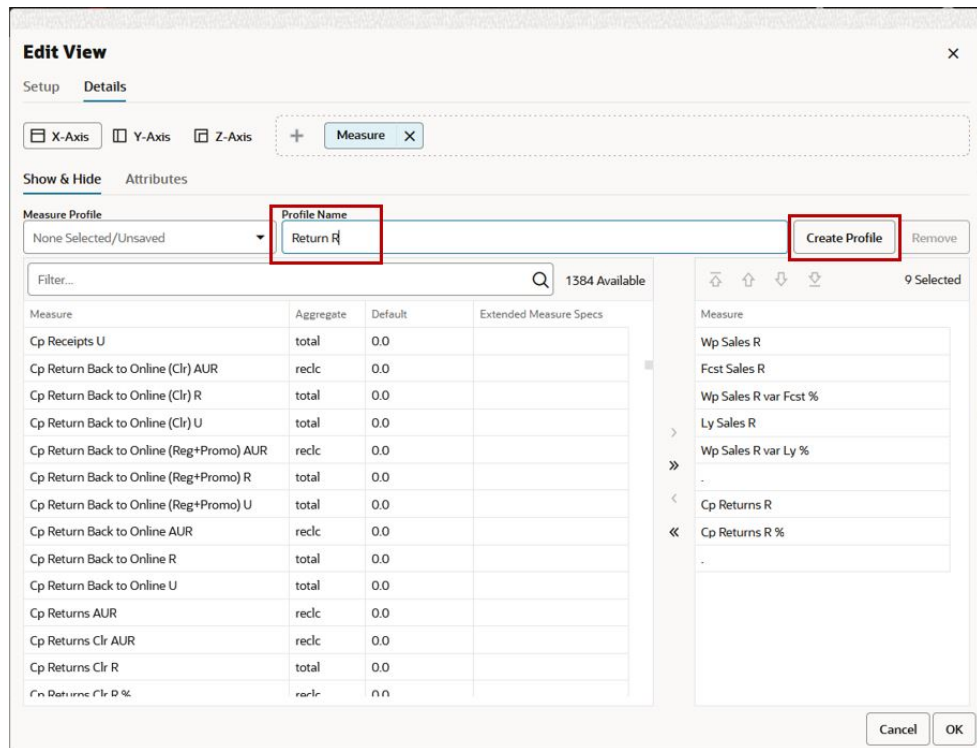 Edit View
Setup Details
X-Axis Y-Axis Z-Axis + Measure X
Show & Hide Attributes
Measure Profile Profile Name
None Selected/Unsaved Return R Create Profile Remove
Filter... 1384 Available 9 Selected
Measure Aggregate Default Extended Measure Specs Measure
Cp Receipts U total 0.0 Wp Sales R
Cp Return Back to Online (Clr) AUR reclc 0.0 Fcst Sales R
Cp Return Back to Online (Clr) R total 0.0 Wp Sales R var Fcst %
Cp Return Back to Online (Clr) U total 0.0 Ly Sales R
Cp Return Back to Online (Reg+Promo) AUR reclc 0.0 Wp Sales R var Ly %
Cp Return Back to Online (Reg+Promo) R total 0.0 .
Cp Return Back to Online (Reg+Promo) U total 0.0 Cp Returns R
Cp Return Back to Online AUR reclc 0.0 Cp Returns R %
Cp Return Back to Online R total 0.0 .
Cp Return Back to Online U total 0.0
Cp Returns AUR reclc 0.0
Cp Returns Clr AUR reclc 0.0
Cp Returns Clr R total 0.0
Cp Returns Clr R % reclc 0.0
Cancel OK